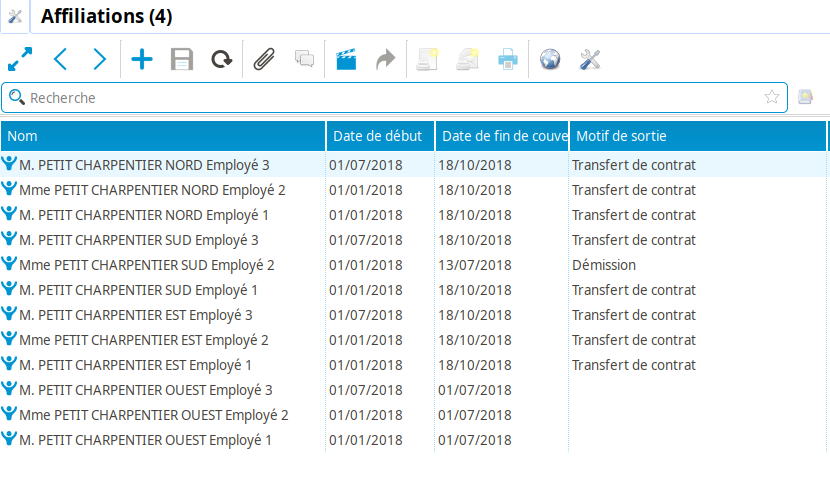 Affiliations (4)
Recherche
Nom Date de début Date de fin de couve Motif de sortie
M. PETIT CHARPENTIER NORD Employé 3 01/07/2018 18/10/2018 Transfert de contrat
Mme PETIT CHARPENTIER NORD Employé 2 01/01/2018 18/10/2018 Transfert de contrat
M. PETIT CHARPENTIER NORD Employé 1 01/01/2018 18/10/2018 Transfert de contrat
M. PETIT CHARPENTIER SUD Employé 3 01/07/2018 18/10/2018 Transfert de contrat
Mme PETIT CHARPENTIER SUD Employé 2 01/01/2018 13/07/2018 Démission
M. PETIT CHARPENTIER SUD Employé 1 01/01/2018 18/10/2018 Transfert de contrat
M. PETIT CHARPENTIER EST Employé 3 01/07/2018 18/10/2018 Transfert de contrat
Mme PETIT CHARPENTIER EST Employé 2 01/01/2018 18/10/2018 Transfert de contrat
M. PETIT CHARPENTIER EST Employé 1 01/01/2018 18/10/2018 Transfert de contrat
M. PETIT CHARPENTIER OUEST Employé 3 01/07/2018 01/07/2018
Mme PETIT CHARPENTIER OUEST Employé 2 01/01/2018 01/07/2018
M. PETIT CHARPENTIER OUEST Employé 1 01/01/2018 01/07/2018